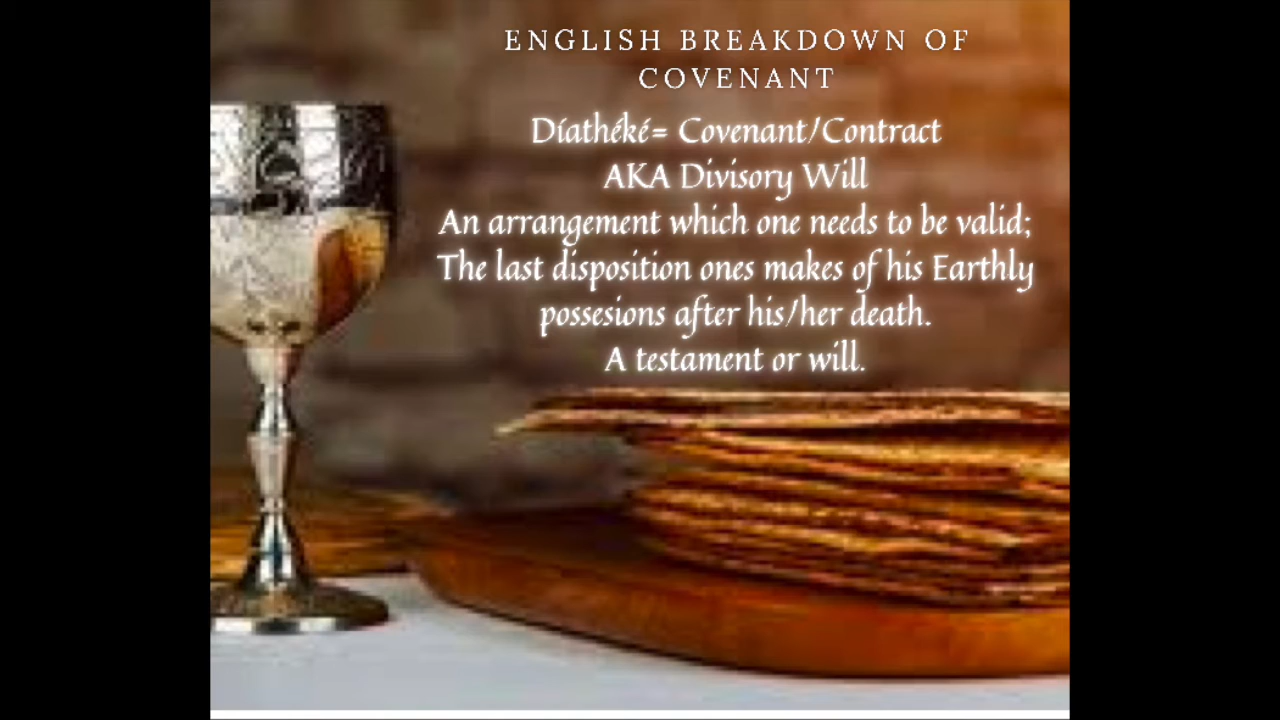 ENGLISH BREAKDOWN OF
COVENANT
Díathéké= Covenant/Contract
AKA Divisory Will
An arrangement which one needs to be valid;
The last disposition ones makes of his Earthly
possesions after his/her death.
A testament or will.